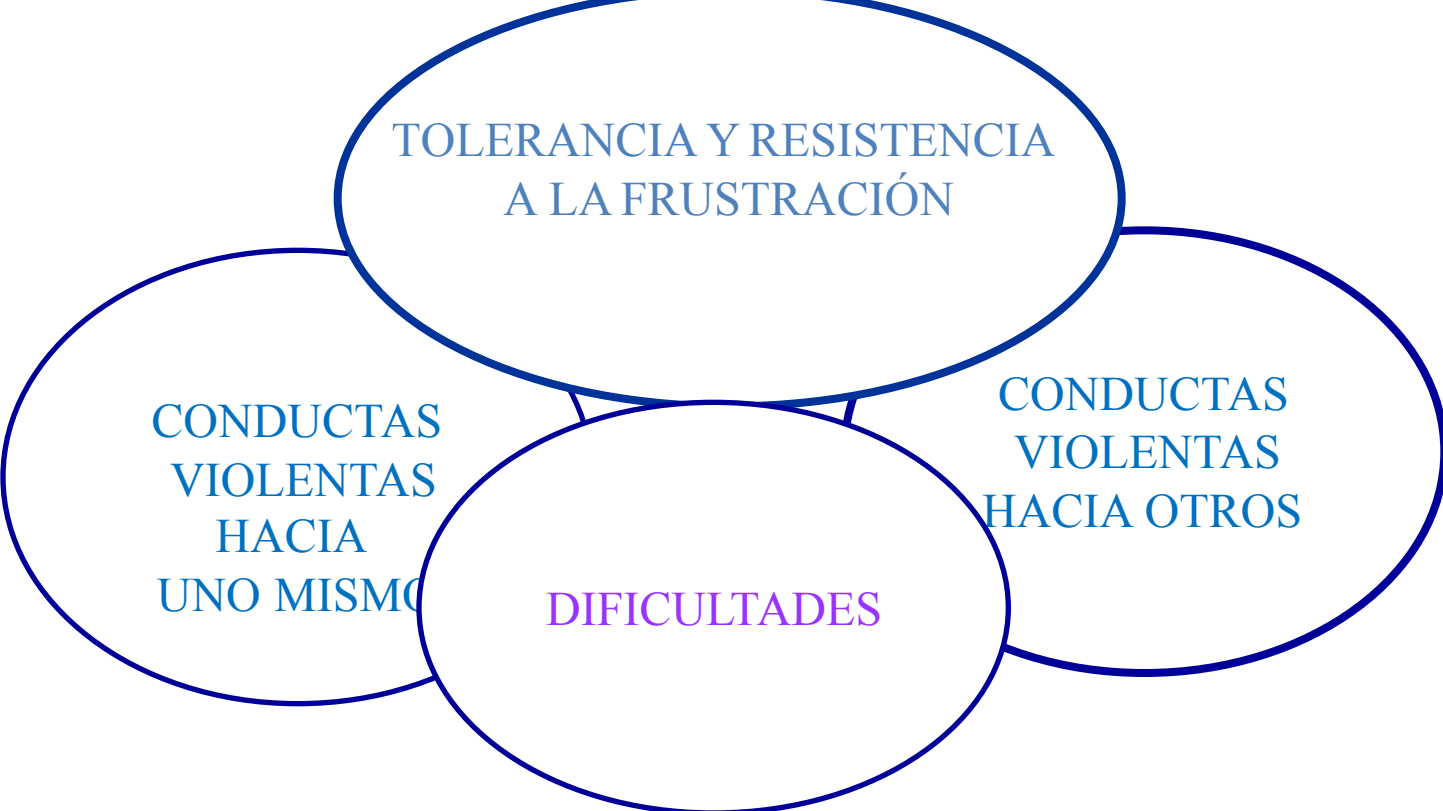 TOLERANCIA Y RESISTENCIA
A LA FRUSTRACIÓN
CONDUCTAS
VIOLENTAS
HACIA
UNO MISMO
CONDUCTAS
VIOLENTAS
HACIA OTROS
DIFICULTADES